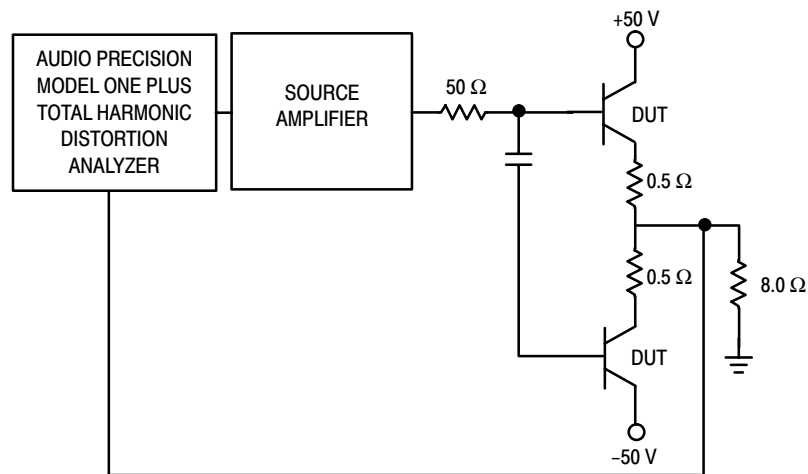 AUDIO PRECISION
MODEL ONE PLUS
TOTAL HARMONIC
DISTORTION
ANALYZER
SOURCE
AMPLIFIER
50 Ω
+50 V
DUT
0.5 Ω
0.5 Ω
8.0 Ω
DUT
−50 V